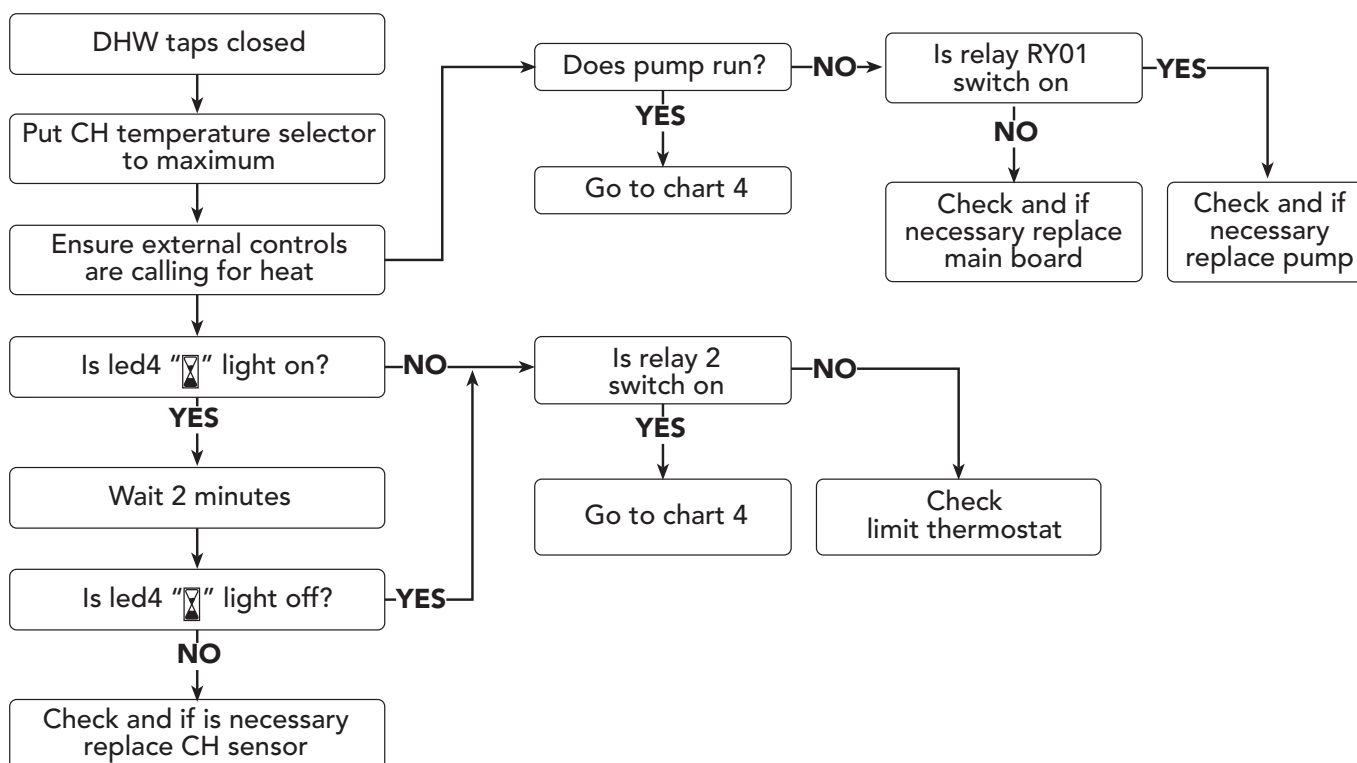 DHW taps closed
Put CH temperature selector
to maximum
Ensure external controls
are calling for heat
Is led4 “⌛” light on?
NO
YES
Wait 2 minutes
Is led4 “⌛” light off?
YES
NO
Check and if is necessary
replace CH sensor
Does pump run?
NO
YES
Go to chart 4
Is relay RY01
switch on
YES
NO
Check and if
necessary replace
main board
Check and if
necessary
replace pump
Is relay 2
switch on
NO
YES
Go to chart 4
Check
limit thermostat